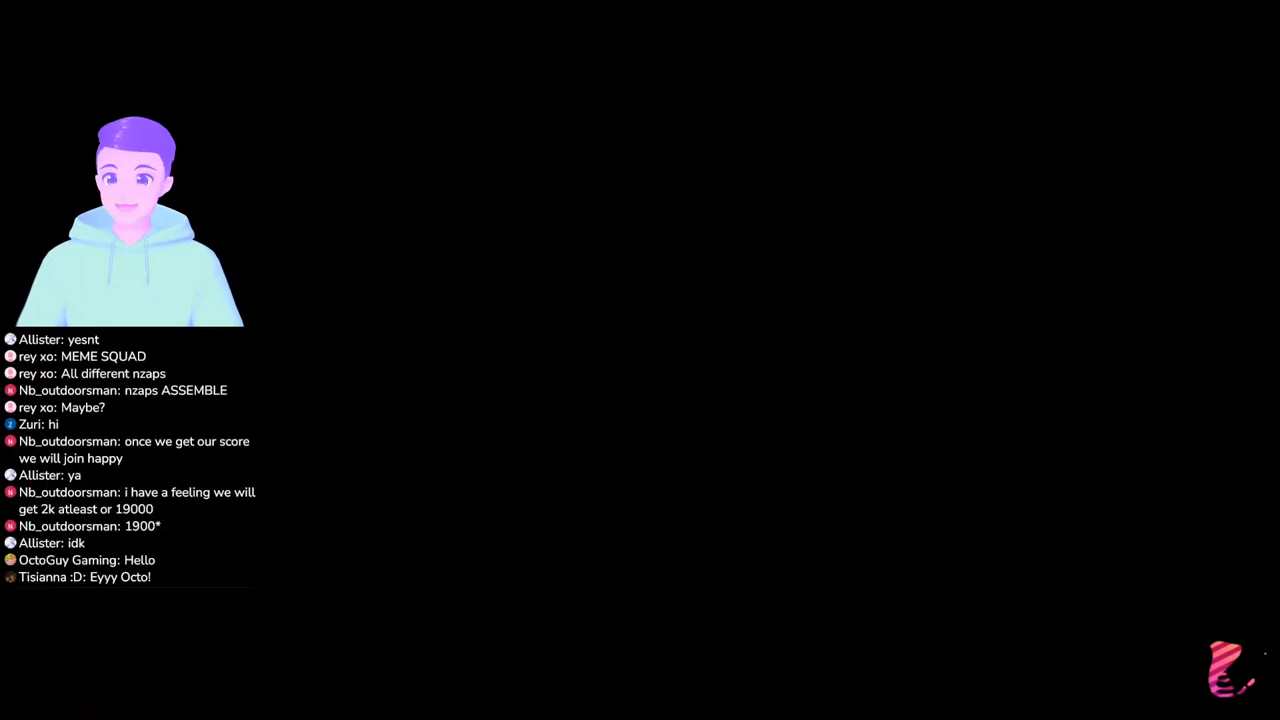 Allister: yesnt
rey xo: MEME SQUAD
rey xo: All different nzaps
Nb_outdoorsman: nzaps ASSEMBLE
rey xo: Maybe?
Z Zuri: hi
N Nb_outdoorsman: once we get our score
we will join happy
Allister: ya
N Nb_outdoorsman: i have a feeling we will
get 2k atleast or 19000
N Nb_outdoorsman: 1900*
Allister: idk
OctoGuy Gaming: Hello
Tisianna :D: Eyyy Octo!